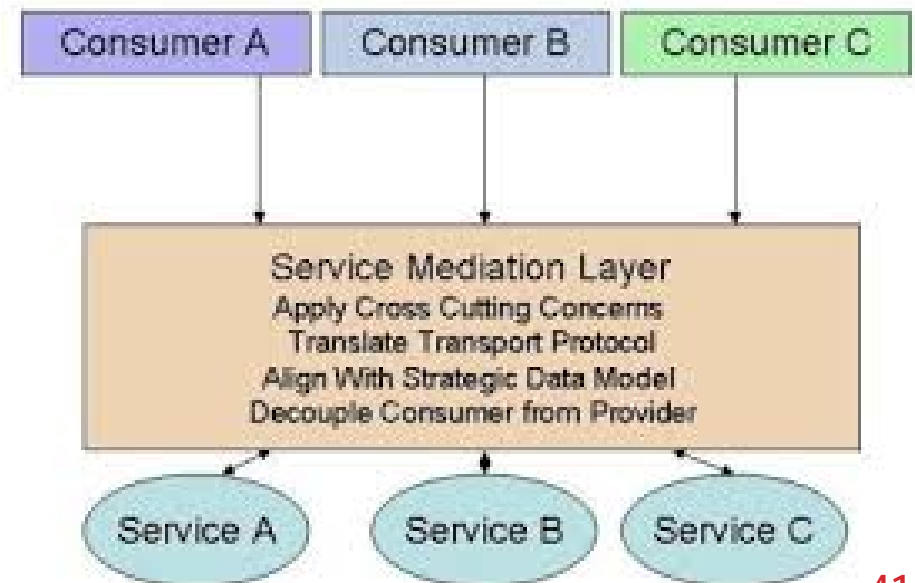 Consumer A
Consumer B
Consumer C
Service Mediation Layer
Apply Cross Cutting Concerns
Translate Transport Protocol
Align With Strategic Data Model
Decouple Consumer from Provider
Service A
Service B
Service C
41